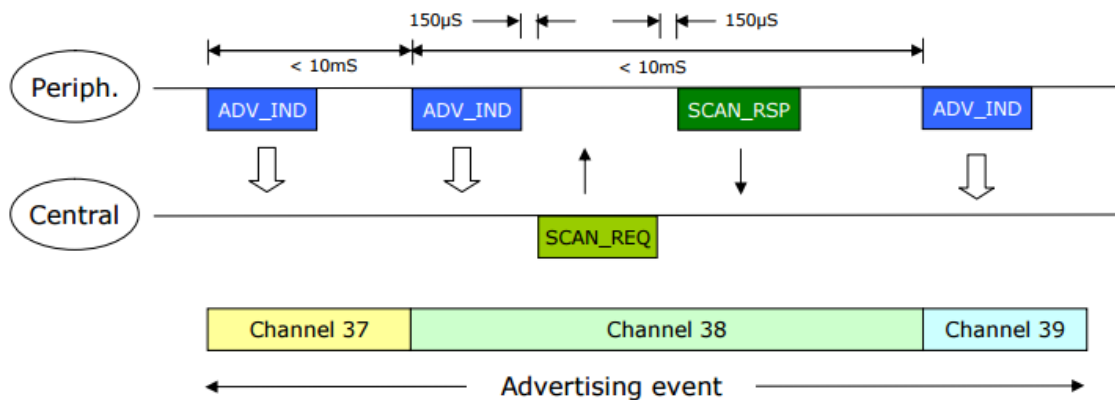 150µS 150µS
< 10mS < 10mS
Periph.
ADV_IND ADV_IND SCAN_RSP ADV_IND
Central
SCAN_REQ
Channel 37 Channel 38 Channel 39
Advertising event